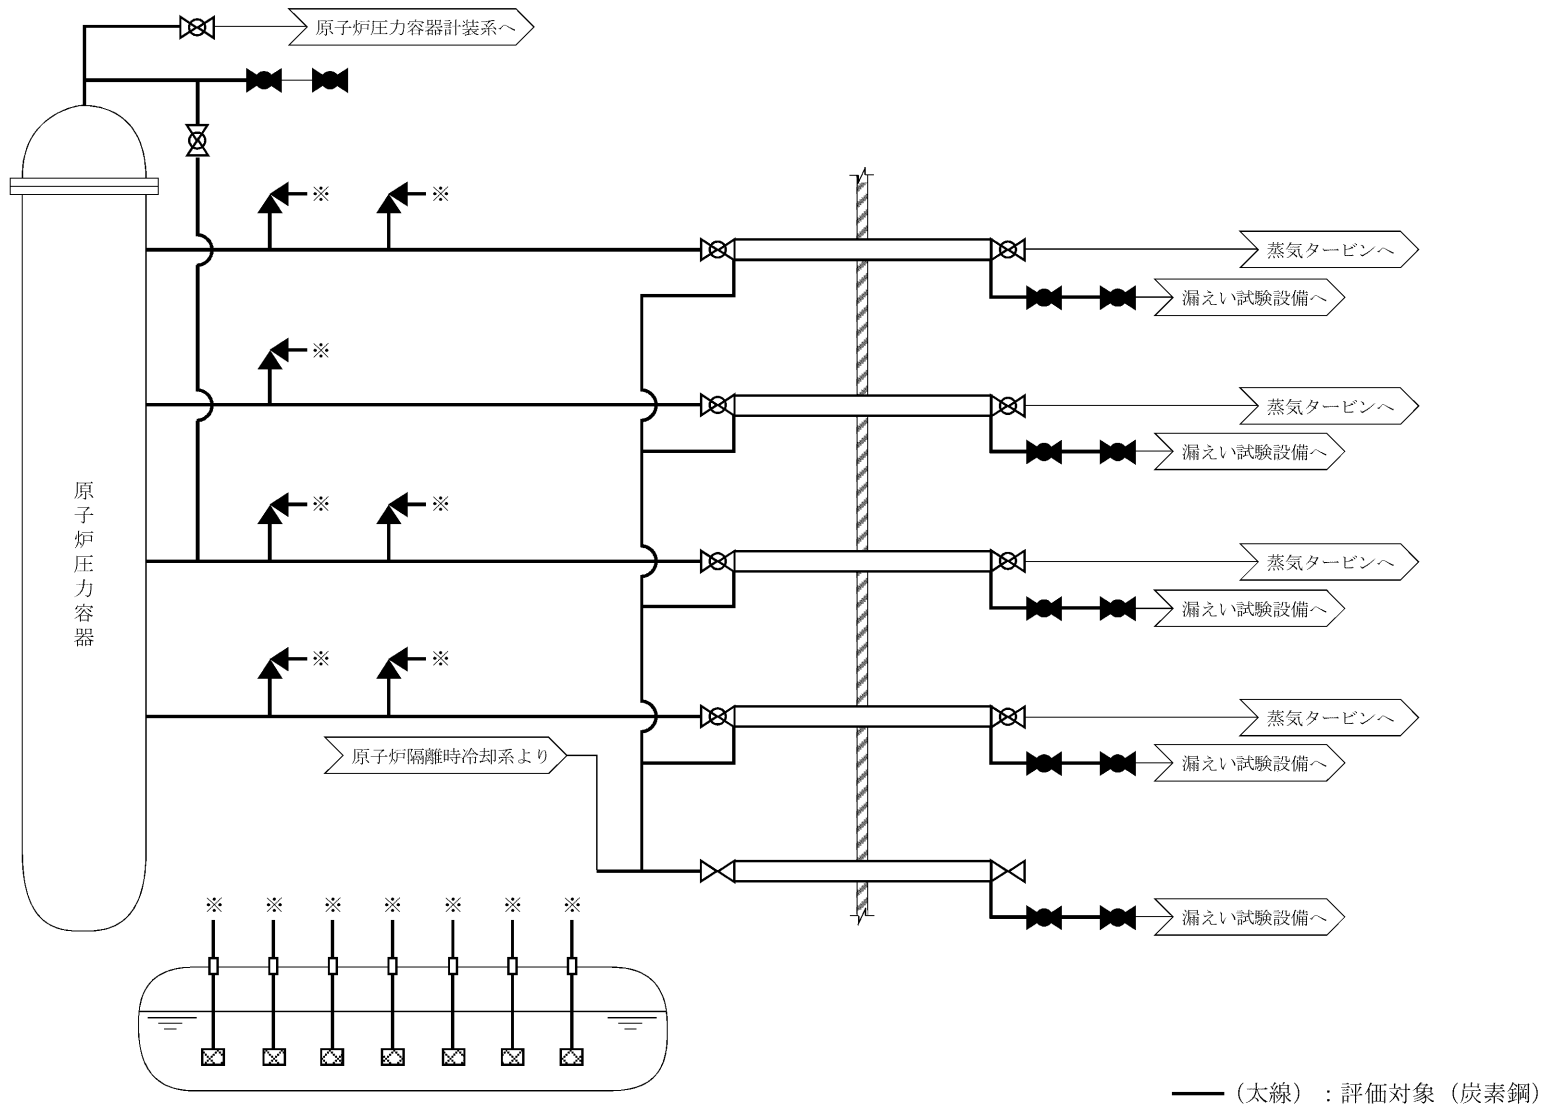 原子炉圧力容器計装系へ
※ ※
蒸気タービンへ
漏えい試験設備へ
※
蒸気タービンへ
漏えい試験設備へ
原子炉圧力容器
※ ※
蒸気タービンへ
漏えい試験設備へ
※ ※
蒸気タービンへ
原子炉隔離時冷却系より
漏えい試験設備へ
※ ※ ※ ※ ※ ※ ※
漏えい試験設備へ
(太線) : 評価対象 (炭素鋼)